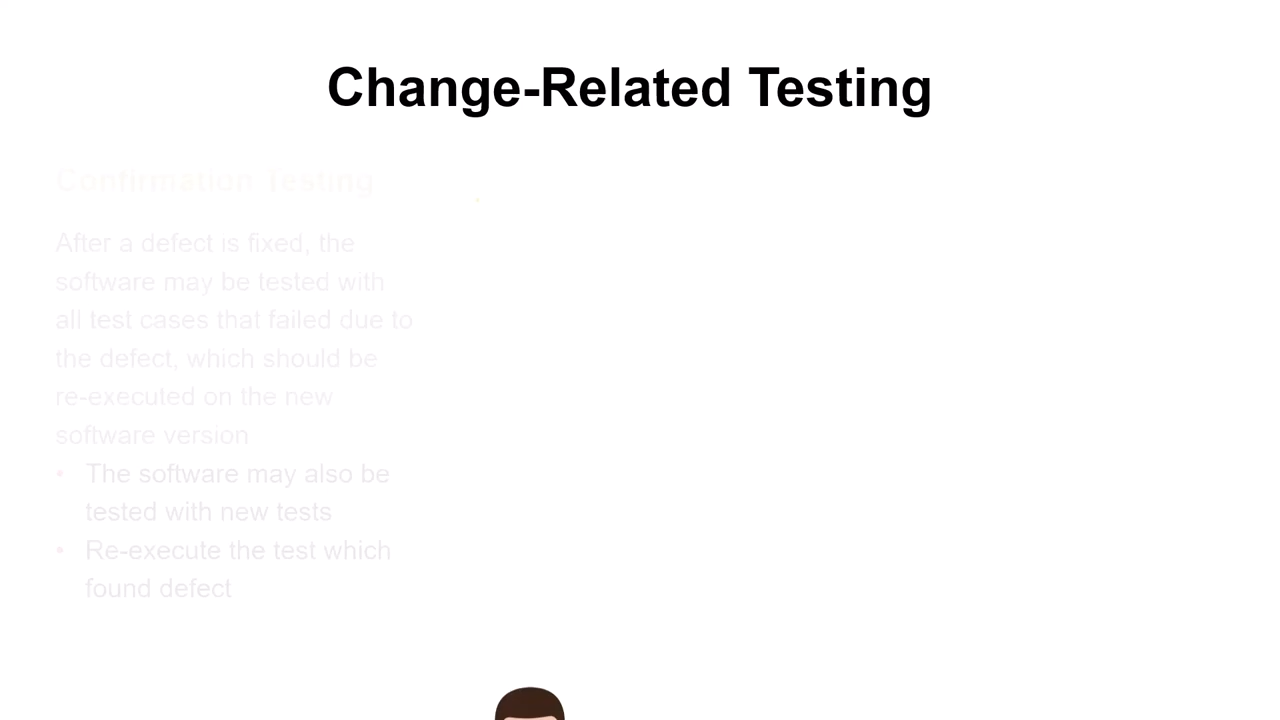 Change-Related Testing
Confirmation Testing
After a defect is fixed, the
software may be tested with
all test cases that failed due to
the defect, which should be
re-executed on the new
software version
• The software may also be
tested with new tests
• Re-execute the test which
found defect